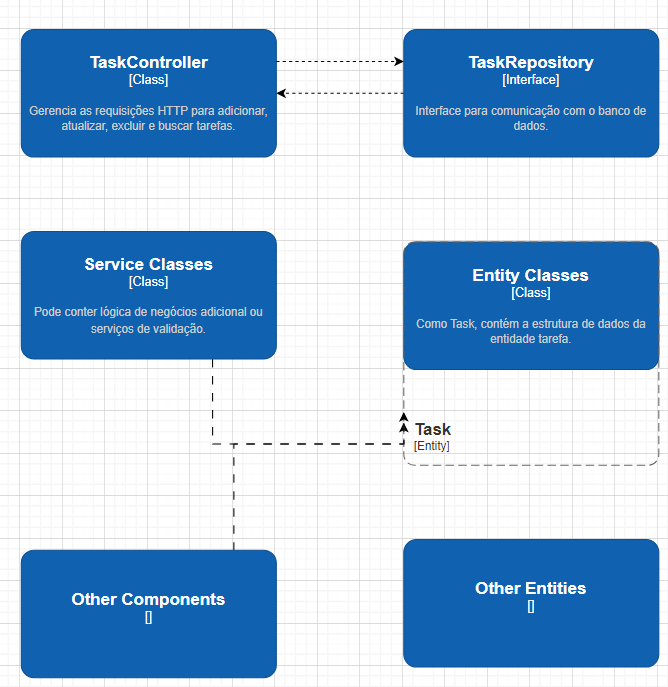 TaskController
[Class]
Gerencia as requisições HTTP para adicionar,
atualizar, excluir e buscar tarefas.
TaskRepository
[Interface]
Interface para comunicação com o banco de
dados.
Service Classes
[Class]
Pode conter lógica de negócios adicional ou
serviços de validação.
Entity Classes
[Class]
Como Task, contém a estrutura de dados da
entidade tarefa.
Task
[Entity]
Other Components
[]
Other Entities
[]